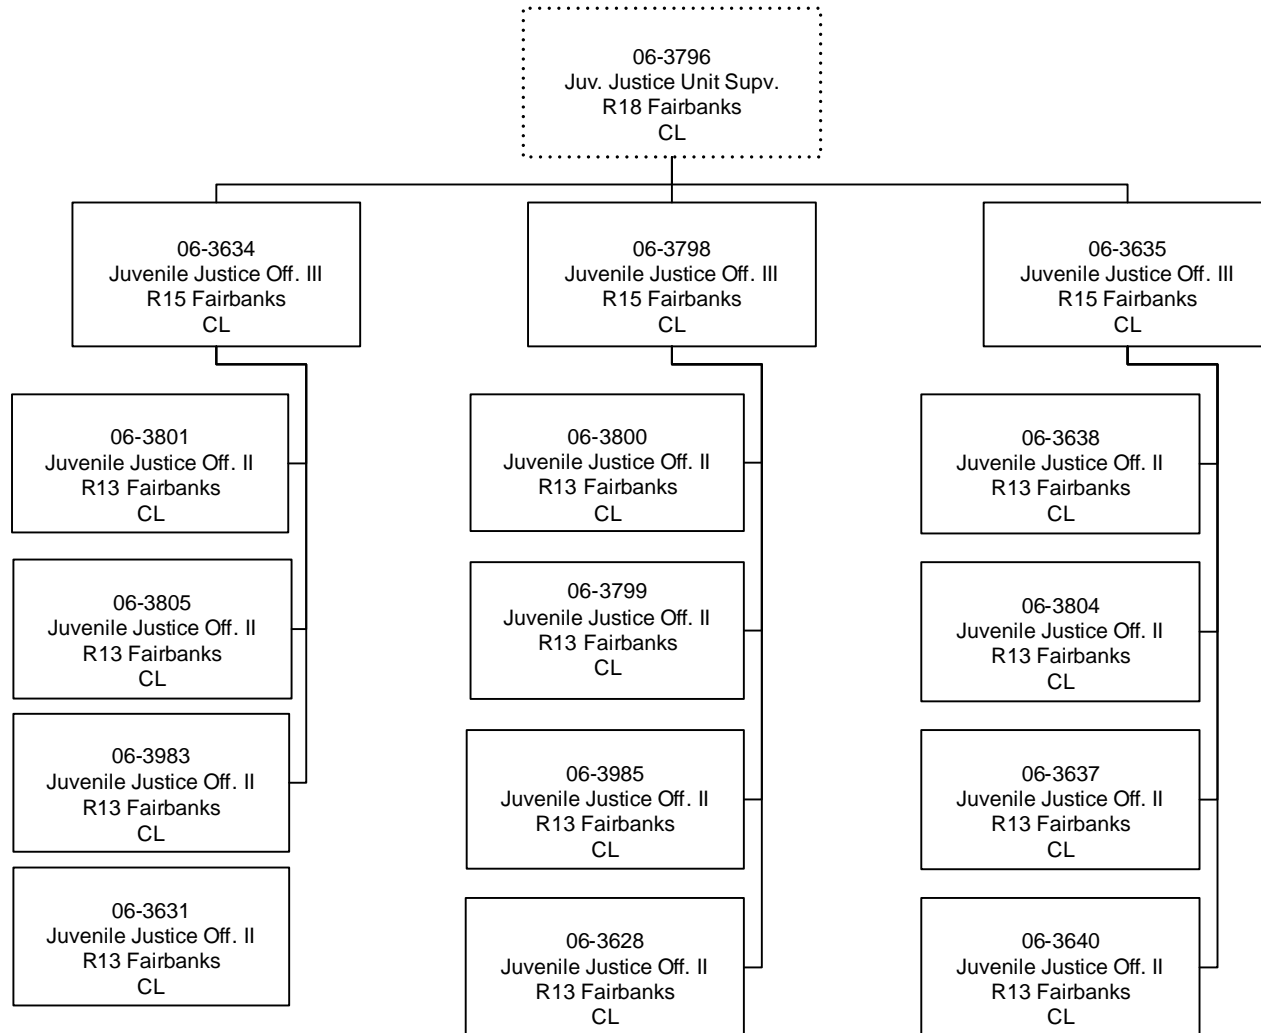 06-3796
Juv. Justice Unit Supv.
R18 Fairbanks
CL
06-3634
Juvenile Justice Off. III
R15 Fairbanks
CL
06-3798
Juvenile Justice Off. III
R15 Fairbanks
CL
06-3635
Juvenile Justice Off. III
R15 Fairbanks
CL
06-3801
Juvenile Justice Off. II
R13 Fairbanks
CL
06-3805
Juvenile Justice Off. II
R13 Fairbanks
CL
06-3983
Juvenile Justice Off. II
R13 Fairbanks
CL
06-3631
Juvenile Justice Off. II
R13 Fairbanks
CL
06-3800
Juvenile Justice Off. II
R13 Fairbanks
CL
06-3799
Juvenile Justice Off. II
R13 Fairbanks
CL
06-3985
Juvenile Justice Off. II
R13 Fairbanks
CL
06-3628
Juvenile Justice Off. II
R13 Fairbanks
CL
06-3638
Juvenile Justice Off. II
R13 Fairbanks
CL
06-3804
Juvenile Justice Off. II
R13 Fairbanks
CL
06-3637
Juvenile Justice Off. II
R13 Fairbanks
CL
06-3640
Juvenile Justice Off. II
R13 Fairbanks
CL